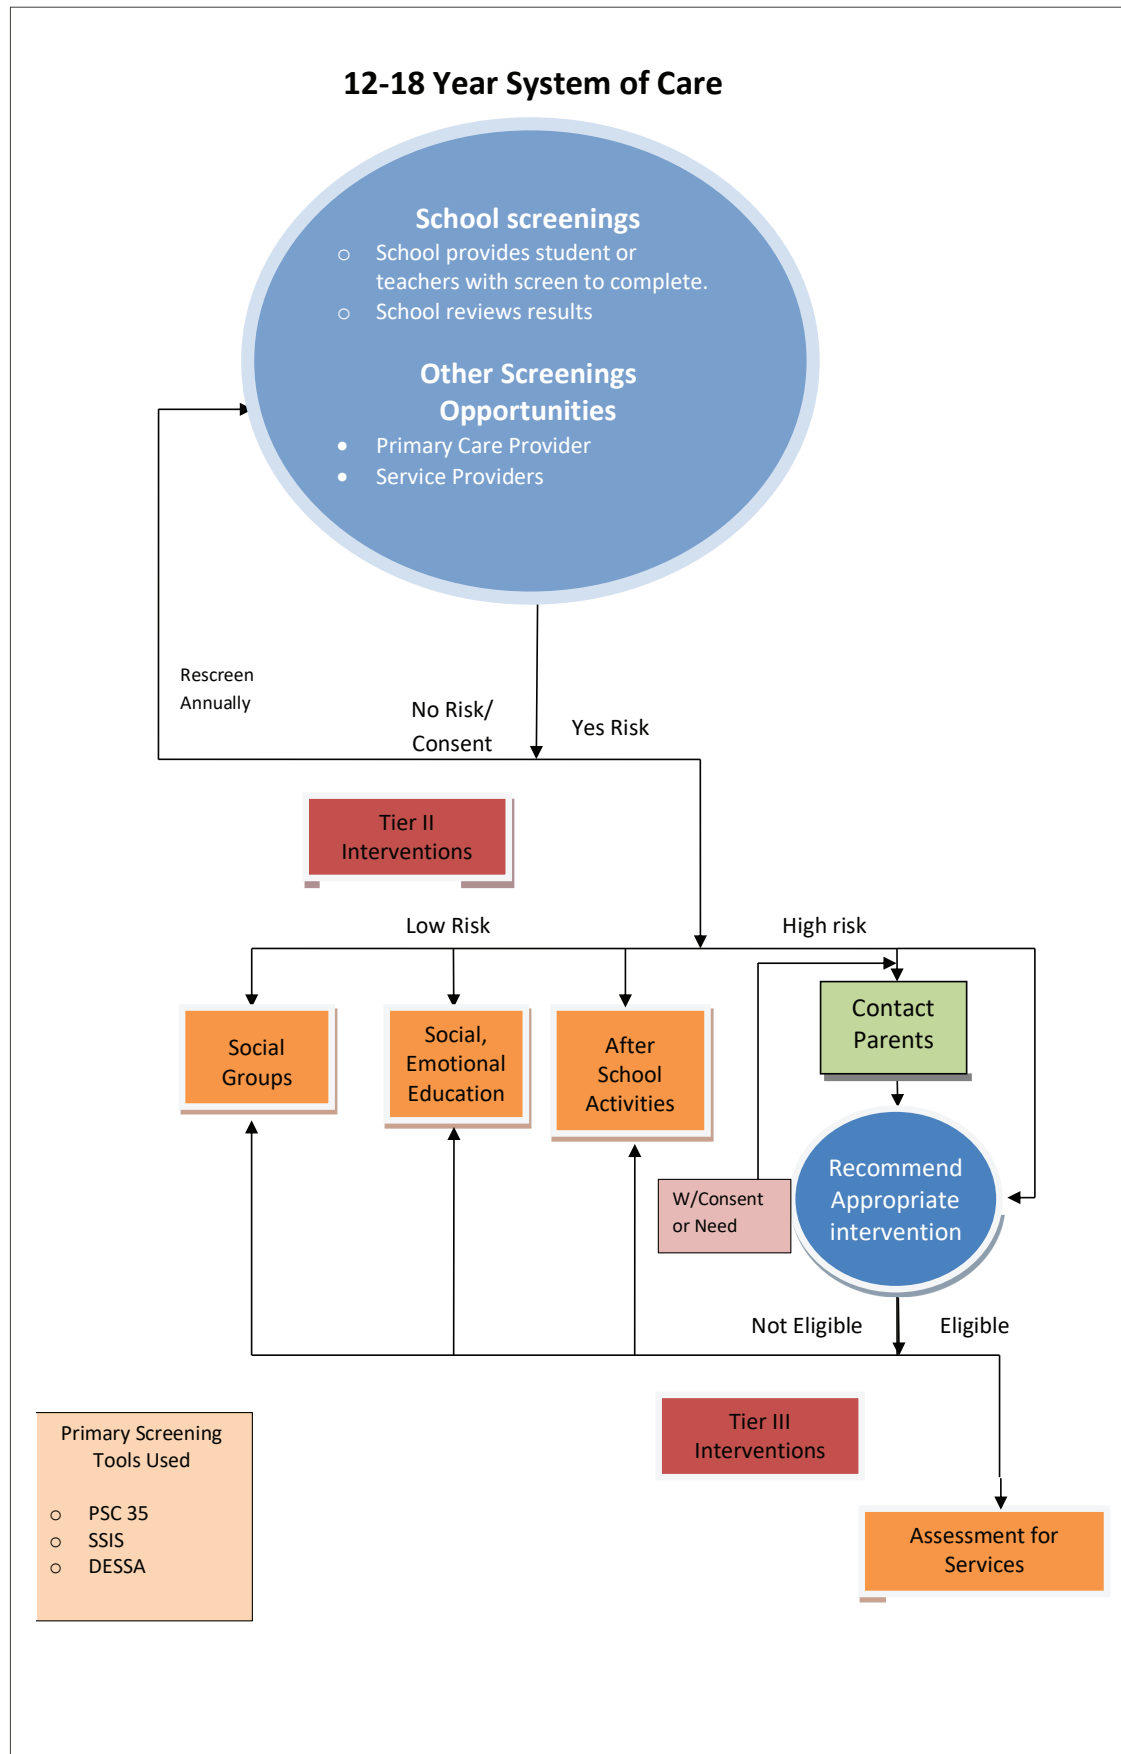 12-18 Year System of Care
School screenings
o School provides student or
teachers with screen to complete.
o School reviews results
Other Screenings
Opportunities
• Primary Care Provider
• Service Providers
Rescreen
Annually
No Risk/
Consent
Yes Risk
Tier II
Interventions
Low Risk
High risk
Social
Groups
Social,
Emotional
Education
After
School
Activities
Contact
Parents
W/Consent
or Need
Recommend
Appropriate
intervention
Not Eligible
Eligible
Tier III
Interventions
Primary Screening
Tools Used
o PSC 35
o SSIS
o DESSA
Assessment for
Services